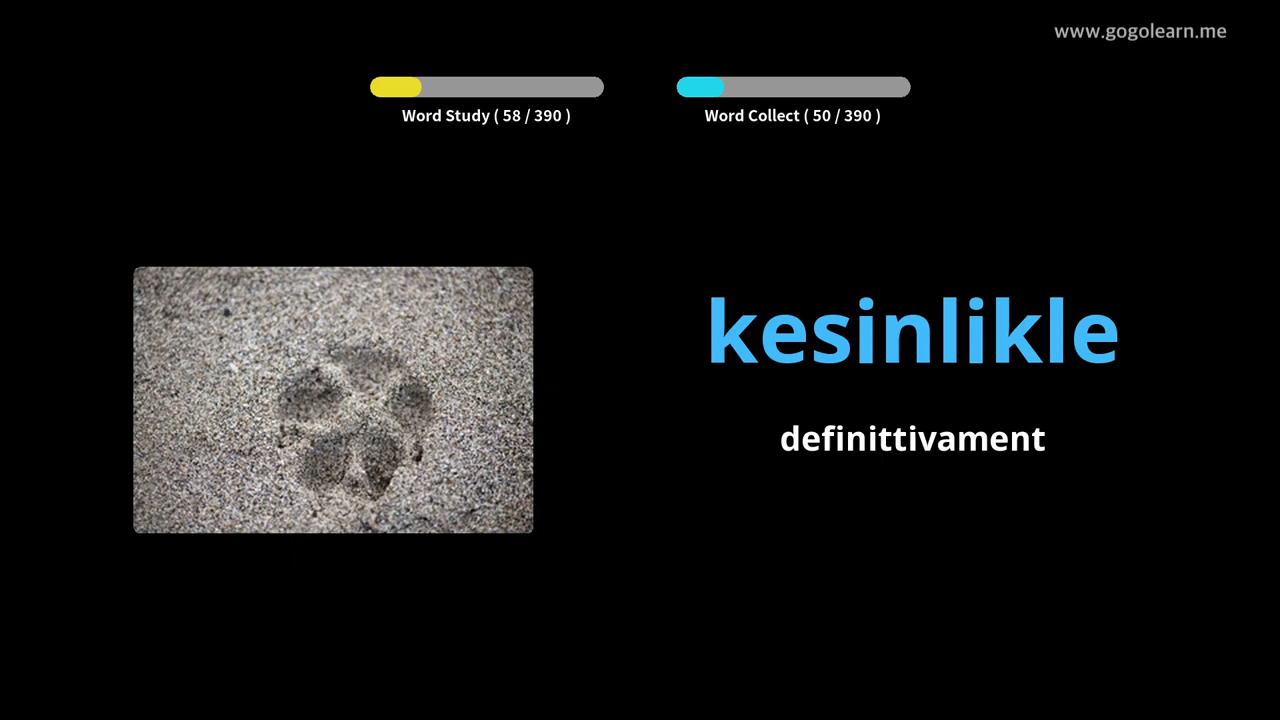 www.gogolearn.me
Word Study ( 58 / 390 )
Word Collect ( 50 / 390 )
kesinlikle
definittivament